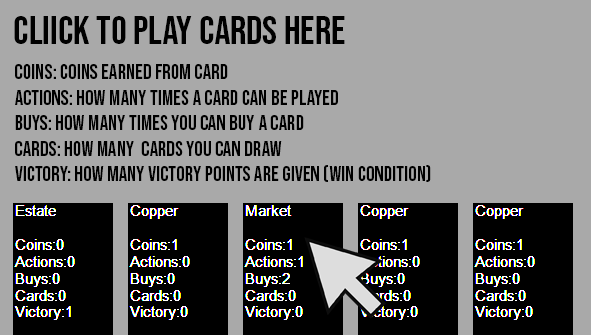 CLIICK TO PLAY CARDS HERE
COINS: COINS EARNED FROM CARD
ACTIONS: HOW MANY TIMES A CARD CAN BE PLAYED
BUYS: HOW MANY TIMES YOU CAN BUY A CARD
CARDS: HOW MANY CARDS YOU CAN DRAW
VICTORY: HOW MANY VICTORY POINTS ARE GIVEN (WIN CONDITION)
Estate
Coins:0
Actions:0
Buys:0
Cards:0
Victory:1
Copper
Coins:1
Actions:0
Buys:0
Cards:0
Victory:0
Market
Coins:1
Actions:1
Buys:2
Cards:0
Victory:0
Copper
Coins:1
Actions:0
Buys:0
Cards:0
Victory:0
Copper
Coins:1
Actions:0
Buys:0
Cards:0
Victory:0